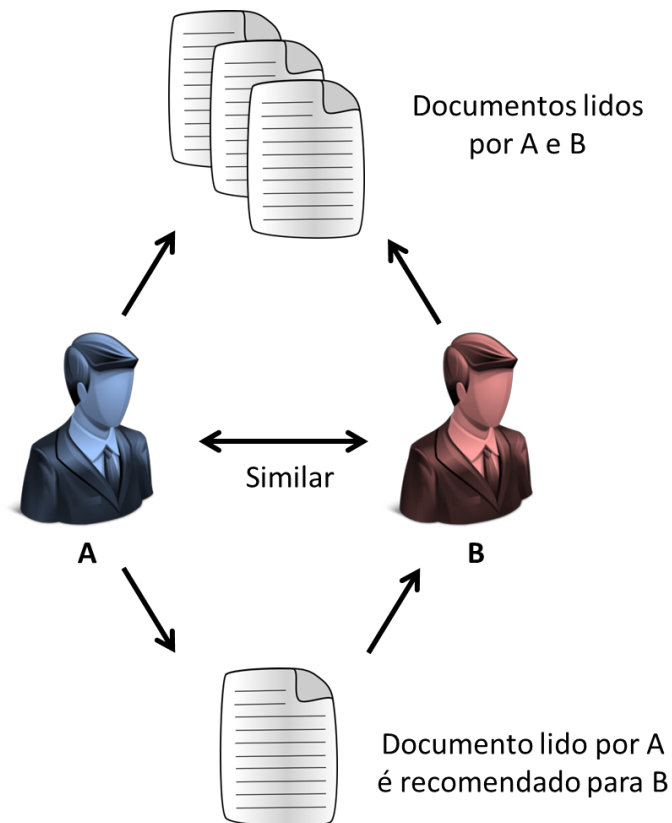 Documentos lidos
por A e B
Similar
A
B
Documento lido por A
é recomendado para B